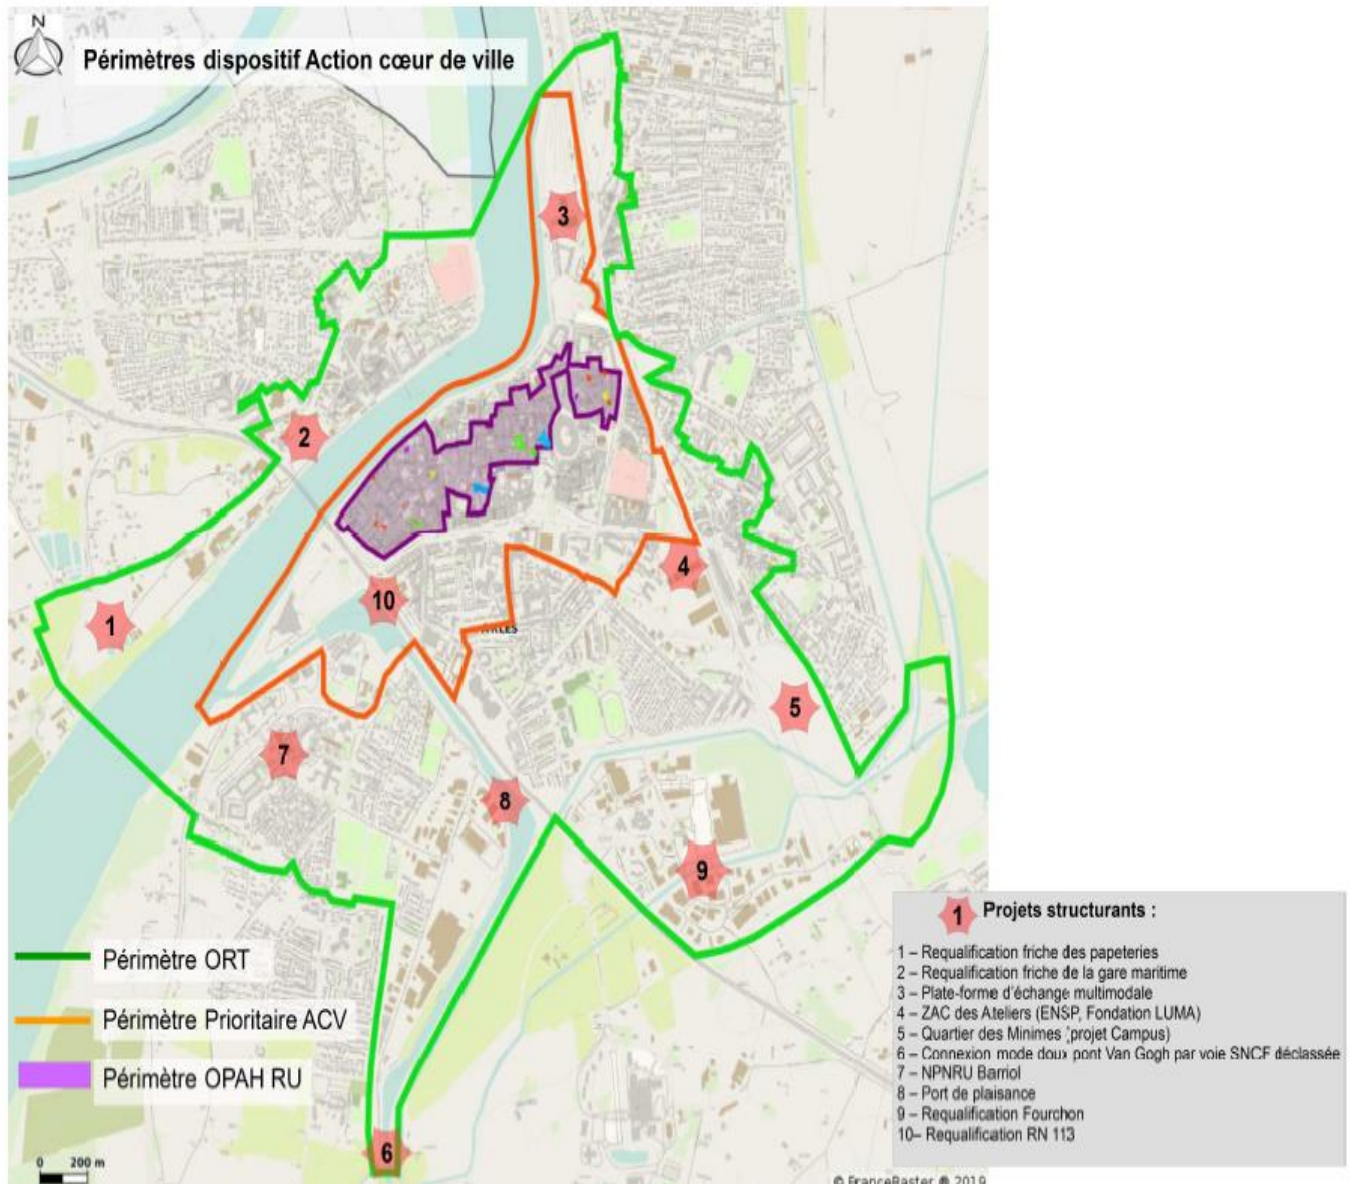 N
Périmètres dispositif Action cœur de ville
3
2
4
10
1
ARLES
5
7
8
9
6
Périmètre ORT
Périmètre Prioritaire ACV
Périmètre OPAH RU
0 200 m
1 Projets structurants :
1 – Requalification friche des papeteries
2 – Requalification friche de la gare maritime
3 – Plate-forme d'échange multimodale
4 – ZAC des Ateliers (ENSP, Fondation LUMA)
5 – Quartier des Minimes (projet Campus)
6 – Connexion mode doux pont Van Gogh par voie SNCF déclassée
7 – NPNRU Barriol
8 – Port de plaisance
9 – Requalification Fourchon
10– Requalification RN 113
© FranceRaster ® 2019